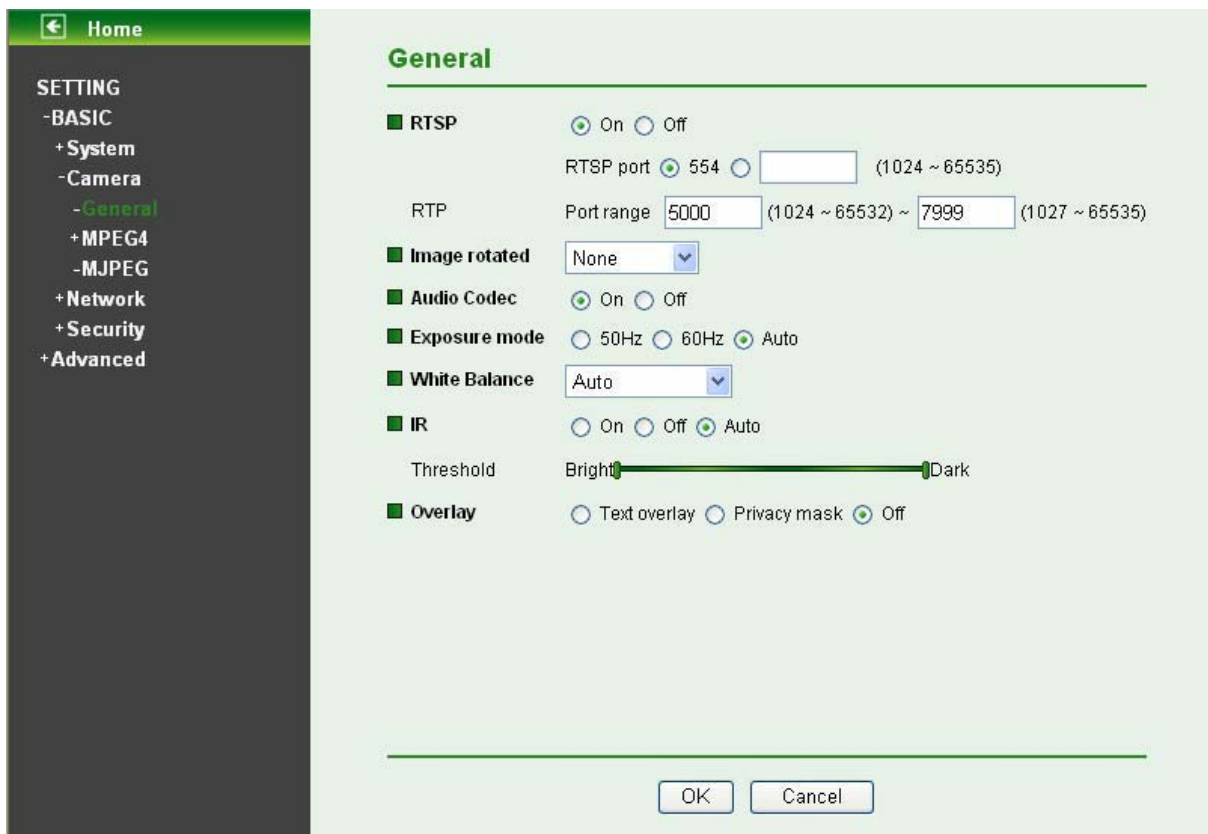 Home
SETTING
-BASIC
+System
-Camera
-General
+MPEG4
-MJPEG
+Network
+Security
+Advanced
General
RTSP On Off
RTSP port 554 (1024 ~ 65535)
RTP Port range 5000 (1024 ~ 65532) ~ 7999 (1027 ~ 65535)
Image rotated None
Audio Codec On Off
Exposure mode 50Hz 60Hz Auto
White Balance Auto
IR On Off Auto
Threshold Bright Dark
Overlay Text overlay Privacy mask Off
OK Cancel